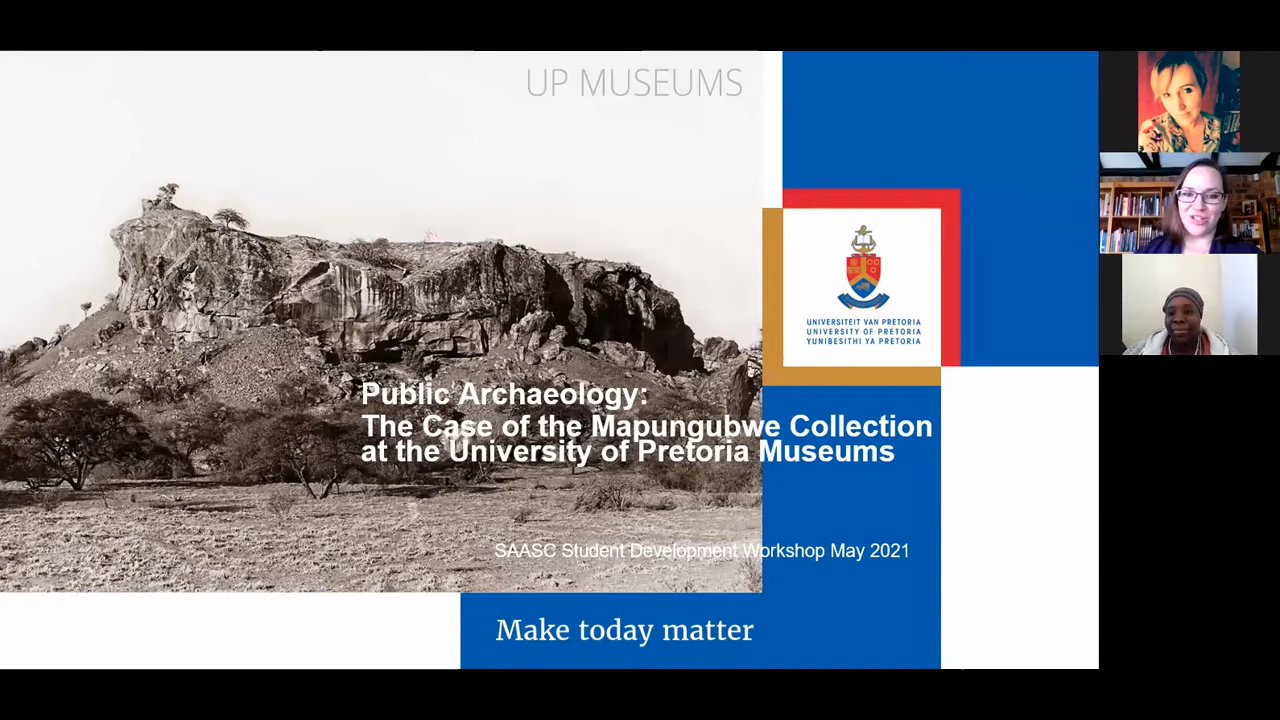 UP MUSEUMS
UNIVERSITEIT VAN PRETORIA
UNIVERSITY OF PRETORIA
YUNIBESITHI YA PRETORIA
Public Archaeology:
The Case of the Mapungubwe Collection
at the University of Pretoria Museums
SAASC Student Development Workshop May 2021
Make today matter